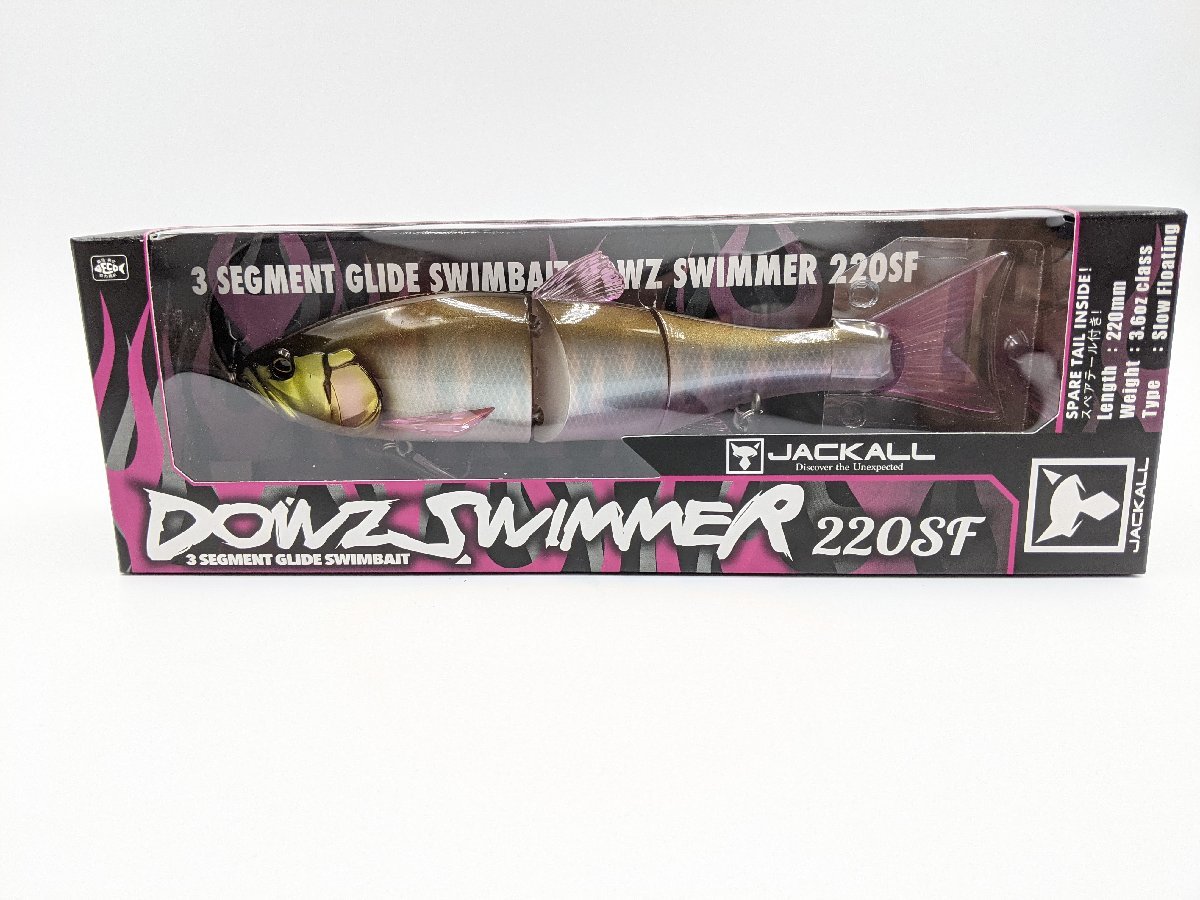 3 SEGMENT GLIDE SWIMBAIT DOWZ SWIMMER 220SF
SPARE TAIL INSIDE!
スペアテール付き!
Length : 220mm
Weight : 3.6oz class
Type : Slow Floating
JACKALL
Discover the Unexpected
DOWZ SWIMMER 220SF
3 SEGMENT GLIDE SWIMBAIT
JACKALL